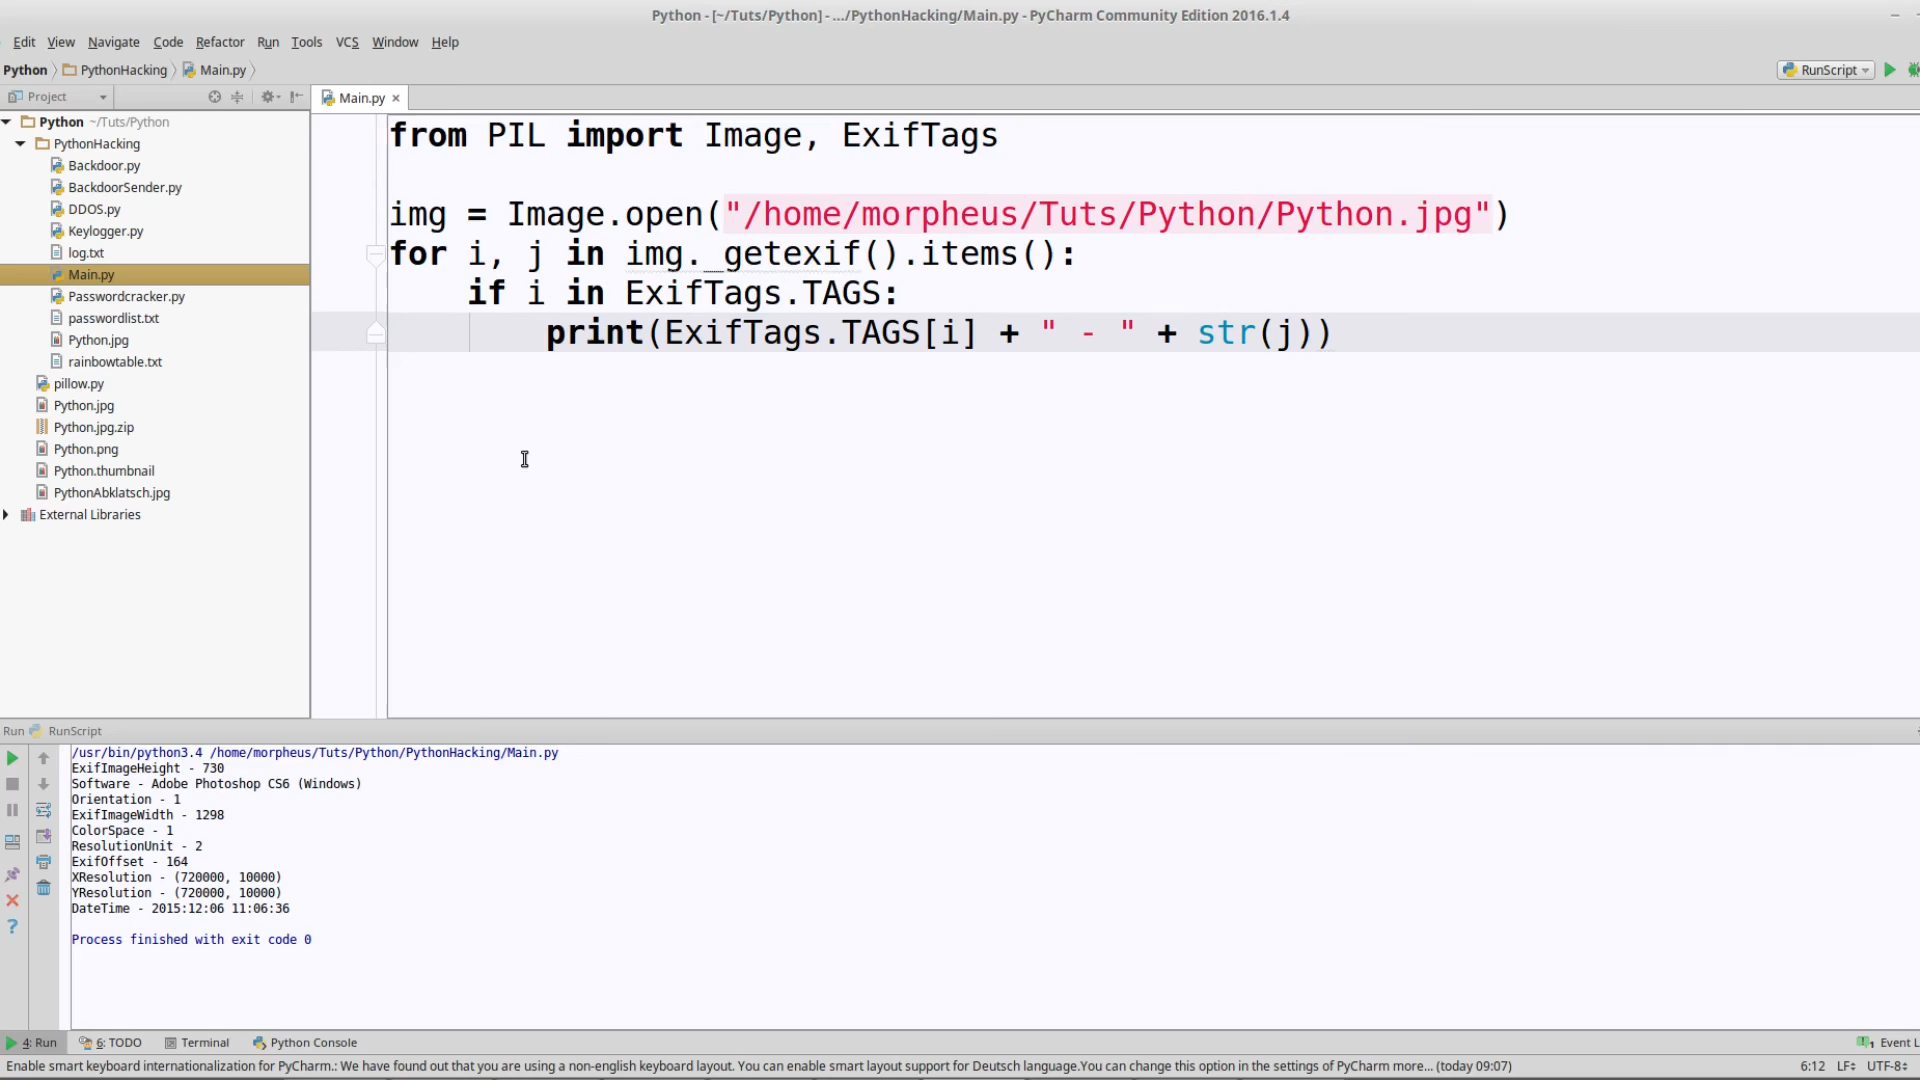 Python - [~/Tuts/Python] - .../PythonHacking/Main.py - PyCharm Community Edition 2016.1.4
Edit View Navigate Code Refactor Run Tools VCS Window Help
Python PythonHacking Main.py RunScript
Project Main.py
Python ~/Tuts/Python
PythonHacking
Backdoor.py
BackdoorSender.py
DDOS.py
Keylogger.py
log.txt
Main.py
Passwordcracker.py
passwordlist.txt
Python.jpg
rainbowtable.txt
pillow.py
Python.jpg
Python.jpg.zip
Python.png
Python.thumbnail
PythonAbklatsch.jpg
External Libraries
from PIL import Image, ExifTags
img = Image.open("/home/morpheus/Tuts/Python/Python.jpg")
for i, j in img._getexif().items():
    if i in ExifTags.TAGS:
        print(ExifTags.TAGS[i] + " - " + str(j))
Run RunScript
/usr/bin/python3.4 /home/morpheus/Tuts/Python/PythonHacking/Main.py
ExifImageHeight - 730
Software - Adobe Photoshop CS6 (Windows)
Orientation - 1
ExifImageWidth - 1298
ColorSpace - 1
ResolutionUnit - 2
ExifOffset - 164
XResolution - (720000, 10000)
YResolution - (720000, 10000)
DateTime - 2015:12:06 11:06:36
Process finished with exit code 0
4: Run 6: TODO Terminal Python Console 1 Event L
Enable smart keyboard internationalization for PyCharm.: We have found out that you are using a non-english keyboard layout. You can enable smart layout support for Deutsch language.You can change this option in the settings of PyCharm more... (today 09:07) 6:12 LF UTF-8